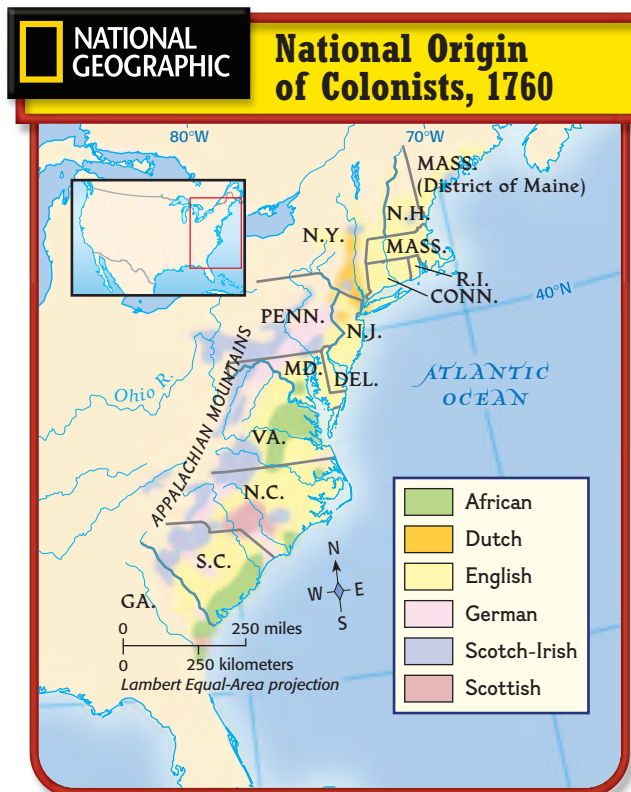 NATIONAL
GEOGRAPHIC
National Origin
of Colonists, 1760
80°W
70°W
MASS.
(District of Maine)
N.H.
N.Y.
MASS.
R.I.
CONN.
40°N
PENN.
N.J.
MD.
DEL.
ATLANTIC
OCEAN
Ohio R.
APPALACHIAN MOUNTAINS
VA.
N.C.
S.C.
GA.
African
Dutch
English
German
Scotch-Irish
Scottish
N
W
E
S
0
250 miles
0
250 kilometers
Lambert Equal-Area projection